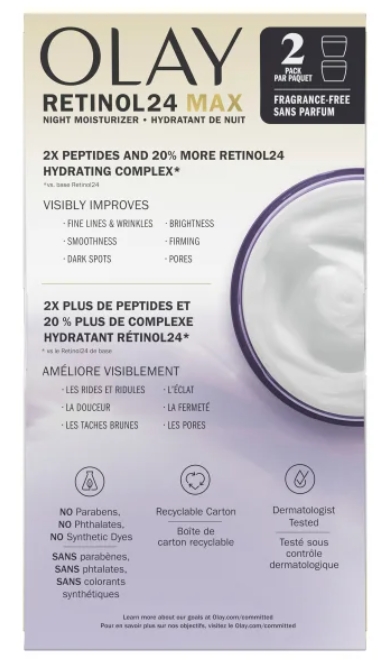 OLAY
RETINOL24 MAX
NIGHT MOISTURIZER • HYDRATANT DE NUIT
2
PACK
PAR PAQUET
FRAGRANCE-FREE
SANS PARFUM
2X PEPTIDES AND 20% MORE RETINOL24
HYDRATING COMPLEX*
*vs. base Retinol24
VISIBLY IMPROVES
· FINE LINES & WRINKLES · BRIGHTNESS
· SMOOTHNESS · FIRMING
· DARK SPOTS · PORES
2X PLUS DE PEPTIDES ET
20 % PLUS DE COMPLEXE
HYDRATANT RÉTINOL24*
* vs le Retinol24 de base
AMÉLIORE VISIBLEMENT
· LES RIDES ET RIDULES · L'ÉCLAT
· LA DOUCEUR · LA FERMETÉ
· LES TACHES BRUNES · LES PORES
NO Parabens,
NO Phthalates,
NO Synthetic Dyes
SANS parabènes,
SANS phtalates,
SANS colorants
synthétiques
Recyclable Carton
Boîte de
carton recyclable
Dermatologist
Tested
Testé sous
contrôle
dermatologique
Learn more about our goals at Olay.com/committed
Pour en savoir plus sur nos objectifs, visitez le Olay.com/committed